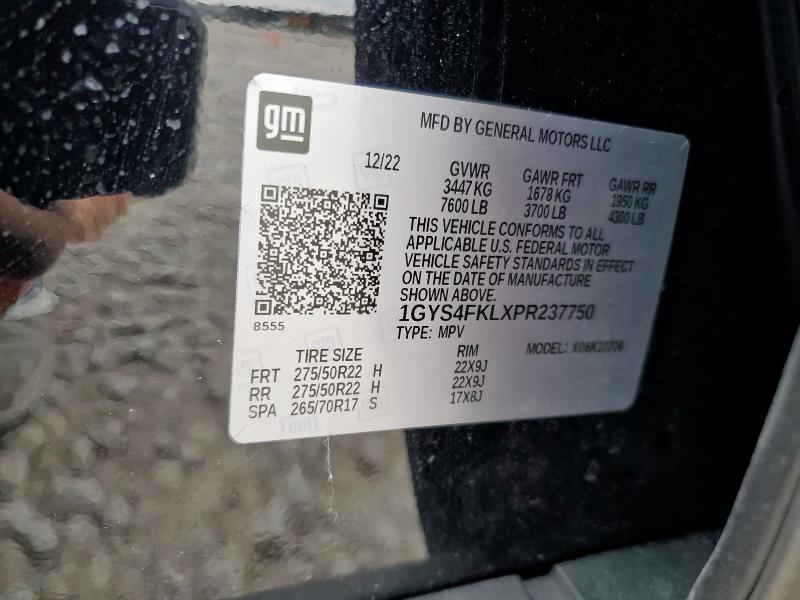 gm
MFD BY GENERAL MOTORS LLC
12/22
GVWR
3447 KG
7600 LB
GAWR FRT
1678 KG
3700 LB
GAWR RR
1950 KG
4300 LB
THIS VEHICLE CONFORMS TO ALL
APPLICABLE U.S. FEDERAL MOTOR
VEHICLE SAFETY STANDARDS IN EFFECT
ON THE DATE OF MANUFACTURE
SHOWN ABOVE.
8555
1GYS4FKLXPR237750
TYPE: MPV
MODEL: X06K10706
TIRE SIZE
RIM
FRT 275/50R22 H 22X9J
RR 275/50R22 H 22X9J
SPA 265/70R17 S 17X8J